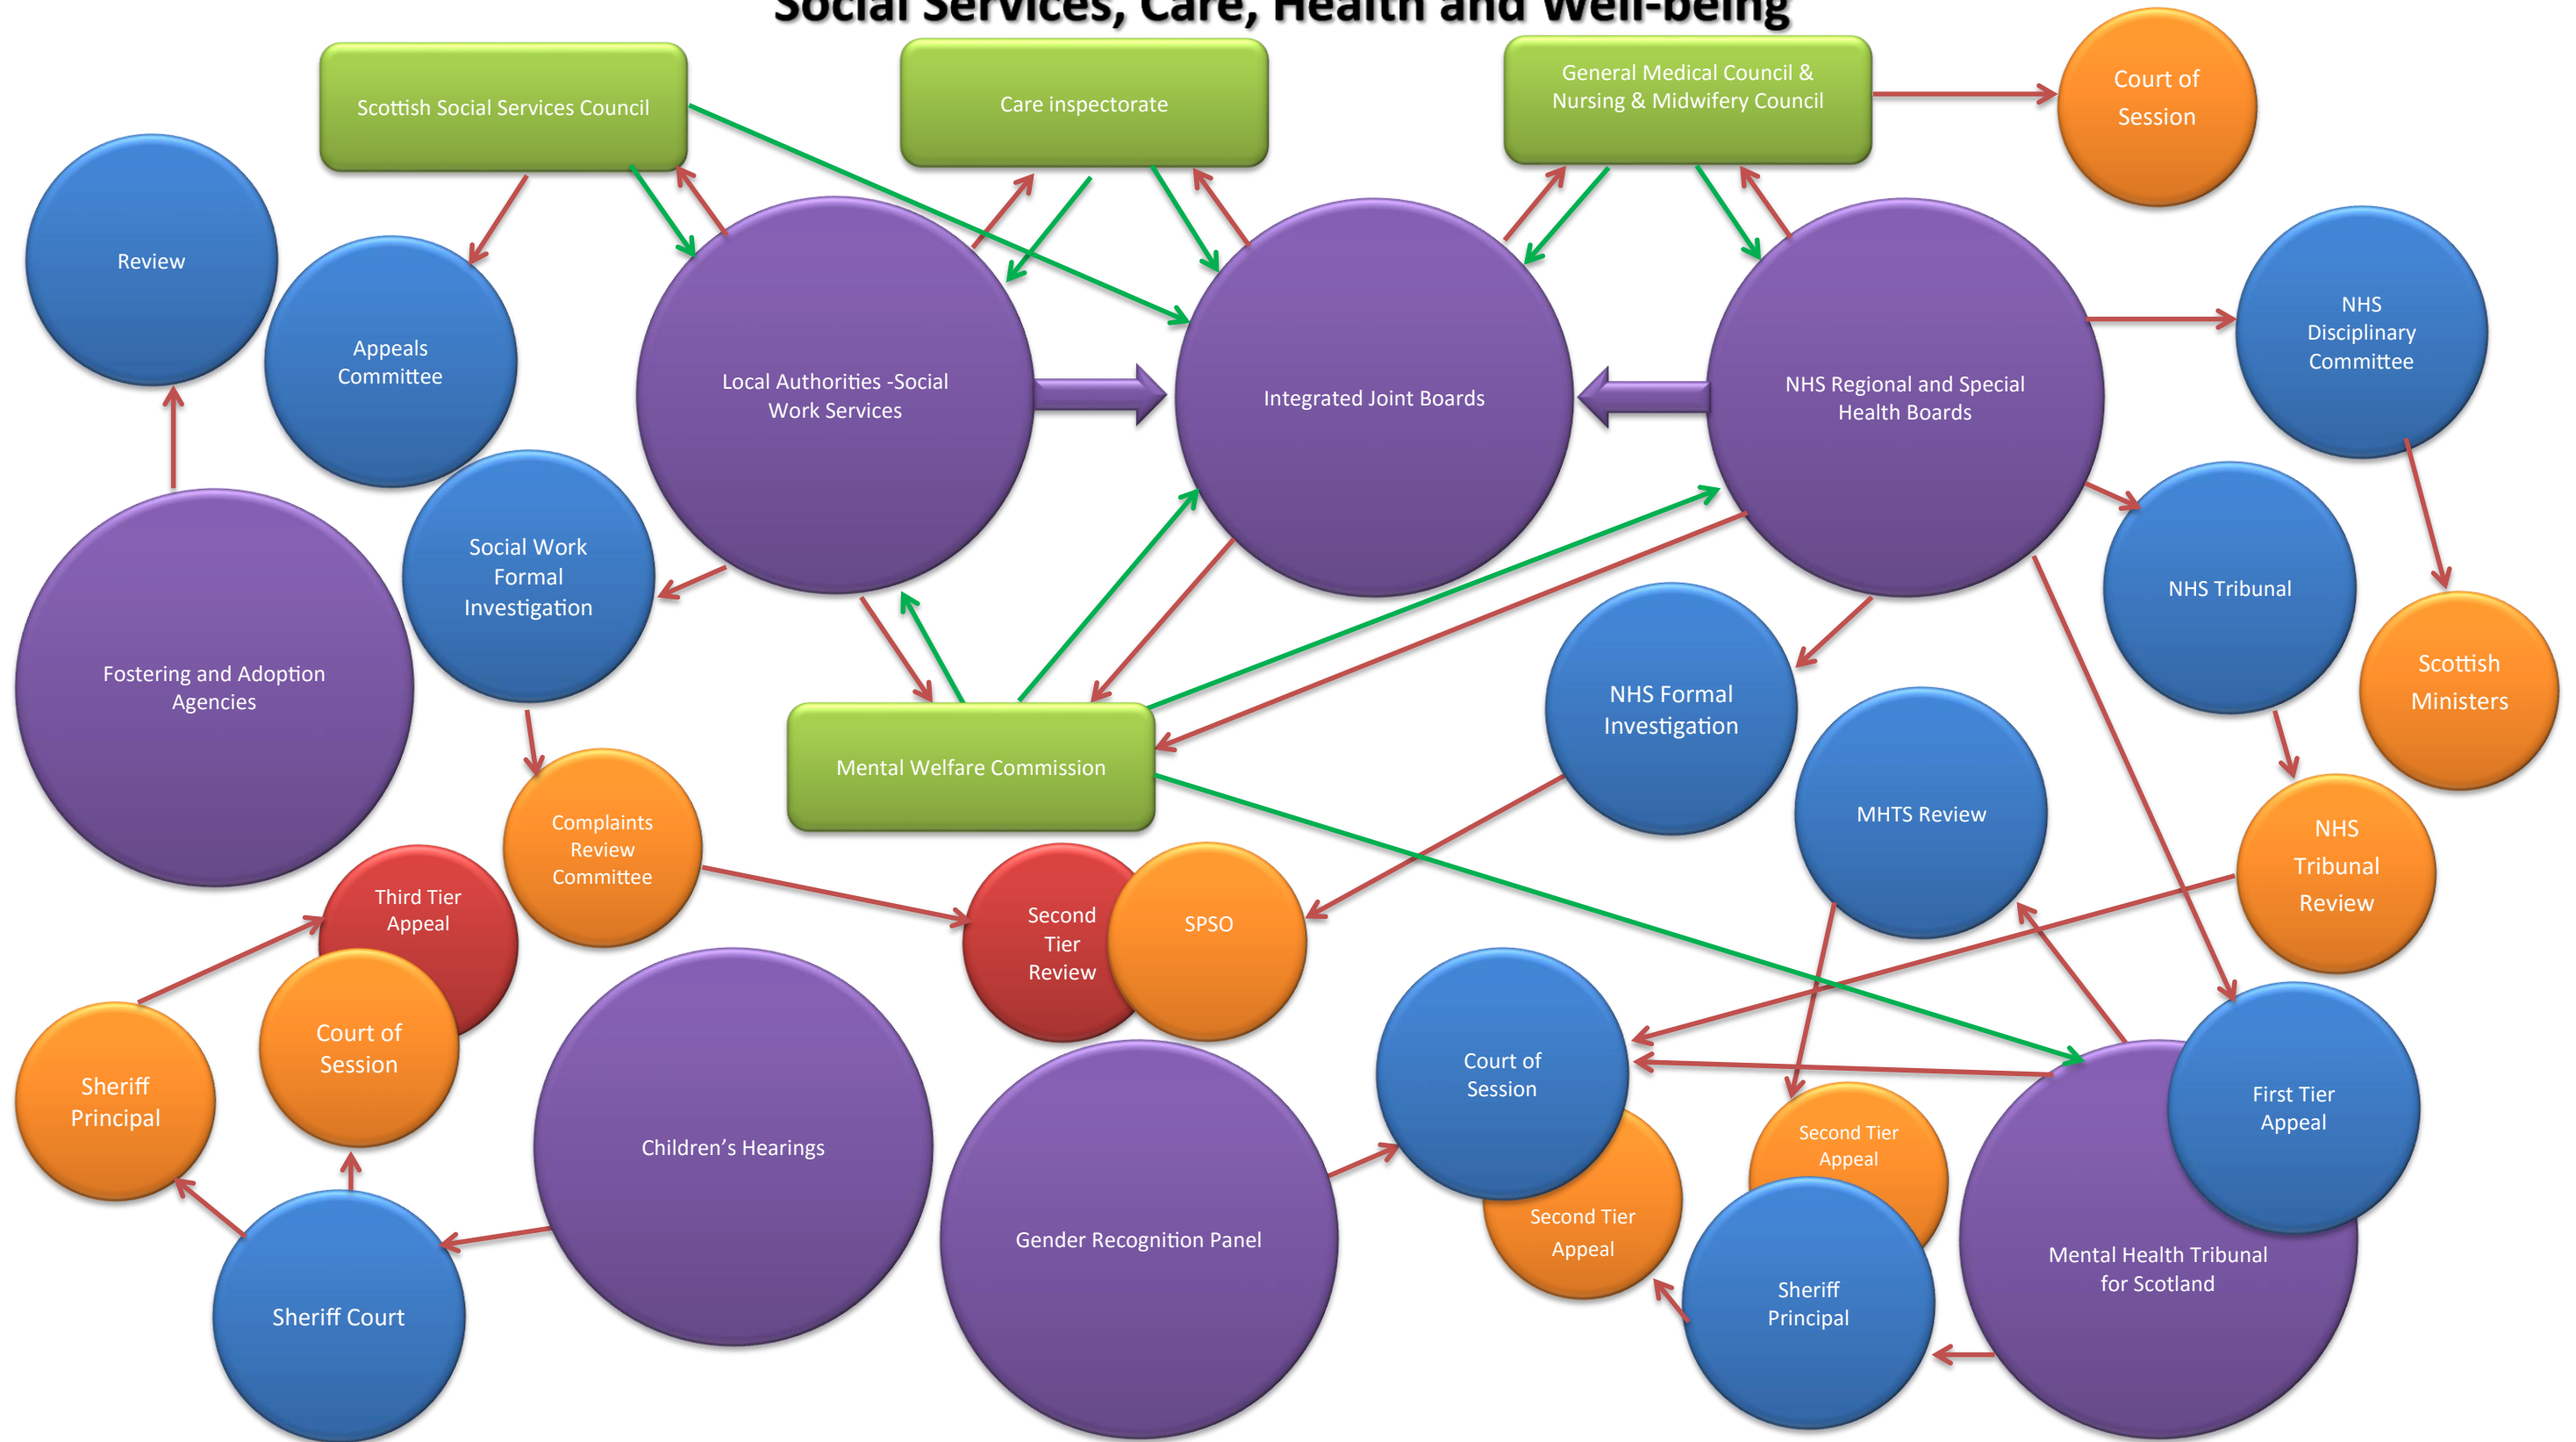 Social Services, Care, Health and Well-being
Scottish Social Services Council
Care inspectorate
General Medical Council &
Nursing & Midwifery Council
Court of
Session
Review
Appeals
Committee
Local Authorities -Social
Work Services
Integrated Joint Boards
NHS Regional and Special
Health Boards
NHS
Disciplinary
Committee
Social Work
Formal
Investigation
NHS Tribunal
Fostering and Adoption
Agencies
NHS Formal
Investigation
Scottish
Ministers
Mental Welfare Commission
MHTS Review
Complaints
Review
Committee
NHS
Tribunal
Review
Third Tier
Appeal
Second
Tier
Review
SPSO
Court of
Session
Sheriff
Principal
Court of
Session
First Tier
Appeal
Children’s Hearings
Second Tier
Appeal
Gender Recognition Panel
Second Tier
Appeal
Mental Health Tribunal
for Scotland
Sheriff Court
Sheriff
Principal